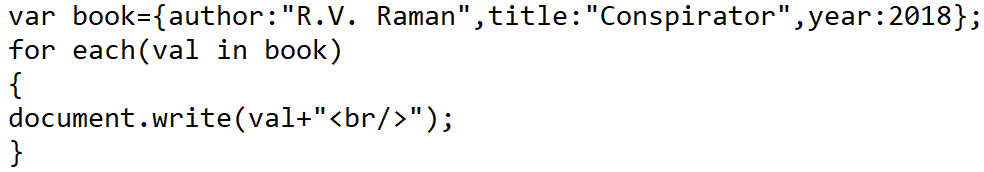 var book={author:"R.V. Raman",title:"Conspirator",year:2018};
for each(val in book)
{
document.write(val+"<br/>");
}